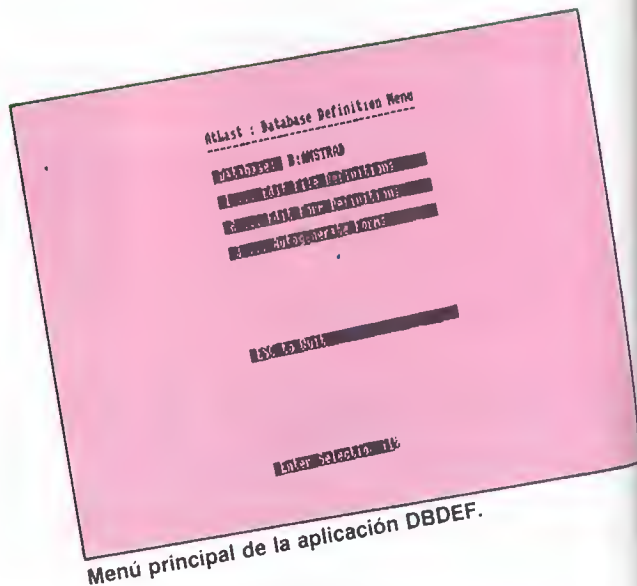 AtLast : Database Definition Menu
Database: B:AMSTRAD
1 ... Edit File Definitions
2 ... Edit Form Definitions
3 ... Autogenerate Forms
ESC to Quit
Enter Selection
Menú principal de la aplicación DBDEF.